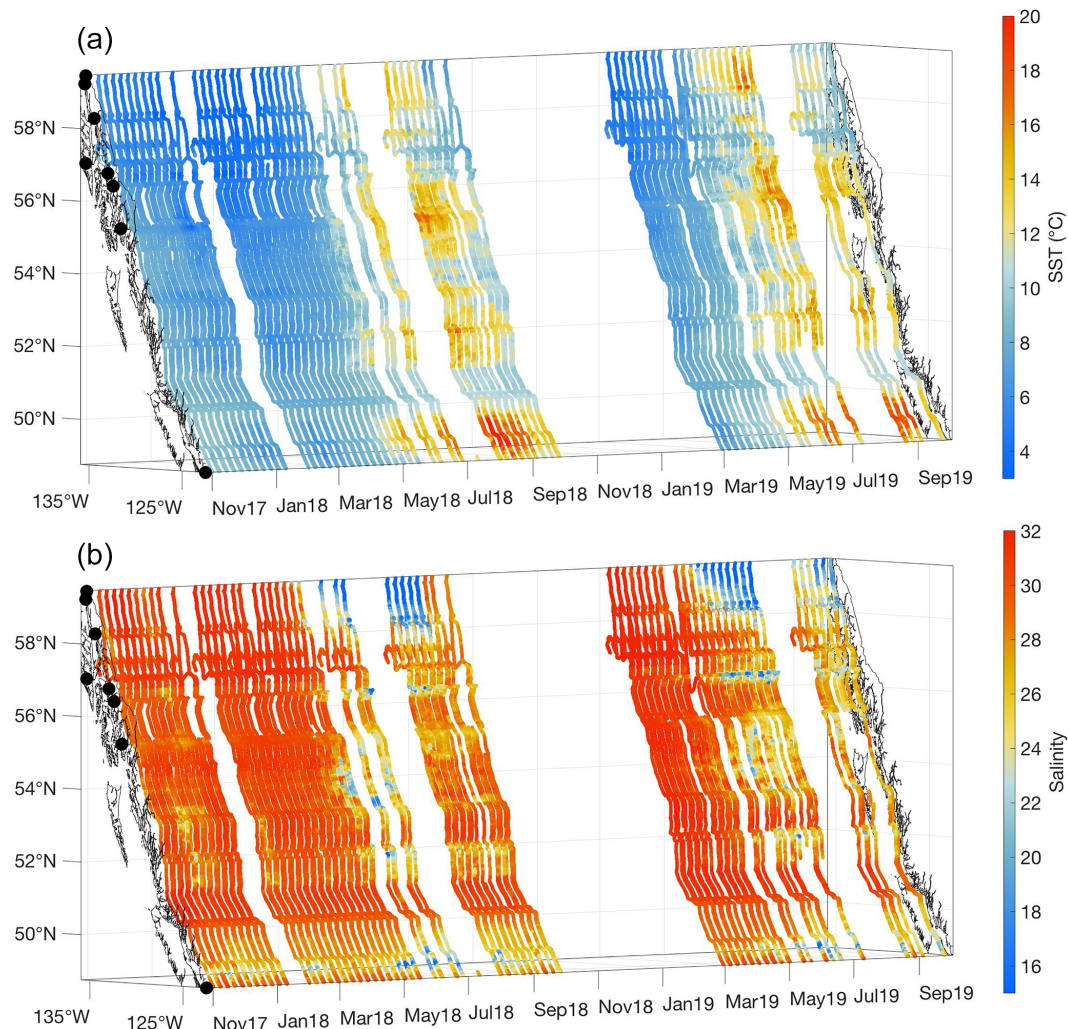 (a)
58°N
56°N
54°N
52°N
50°N
135°W
125°W
Nov17 Jan18 Mar18 May18 Jul18 Sep18 Nov18 Jan19 Mar19 May19 Jul19 Sep19
20
18
16
14
12
10
8
6
4
SST (°C)
(b)
58°N
56°N
54°N
52°N
50°N
135°W
125°W
Nov17 Jan18 Mar18 May18 Jul18 Sep18 Nov18 Jan19 Mar19 May19 Jul19 Sep19
32
30
28
26
24
22
20
18
16
Salinity